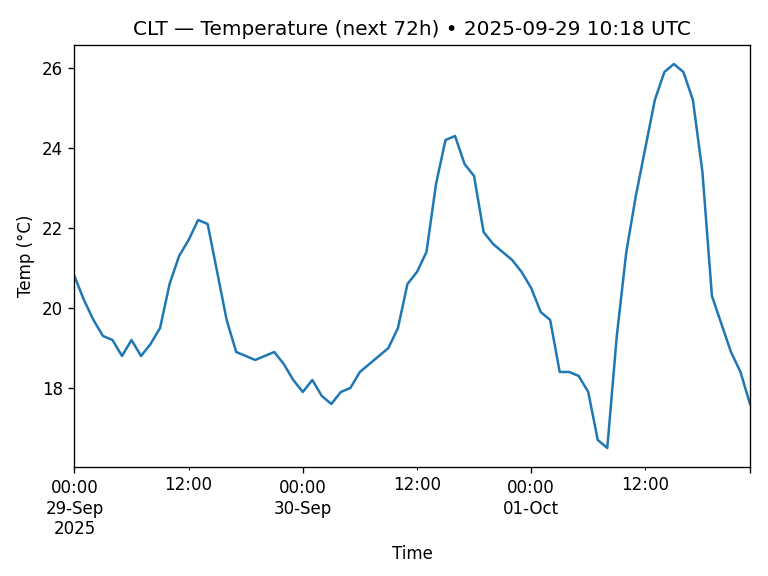 CLT — Temperature (next 72h) • 2025-09-29 10:18 UTC
Temp (°C)
26
24
22
20
18
00:00 12:00 00:00 12:00 00:00 12:00
29-Sep 30-Sep 01-Oct
2025
Time